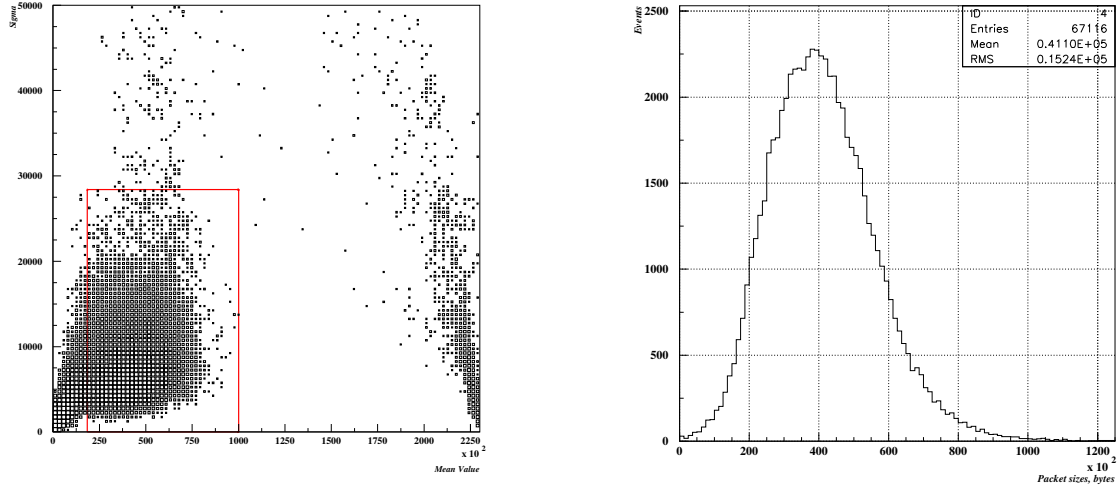 Sigma
50000
40000
30000
20000
10000
0
0 250 500 750 1000 1250 1500 1750 2000 2250
x 10 2
Mean Value
Events
2500
2000
1500
1000
500
0
ID 4
Entries 67116
Mean 0.4110E+05
RMS 0.1524E+05
0 200 400 600 800 1000 1200
x 10 2
Packet sizes, bytes